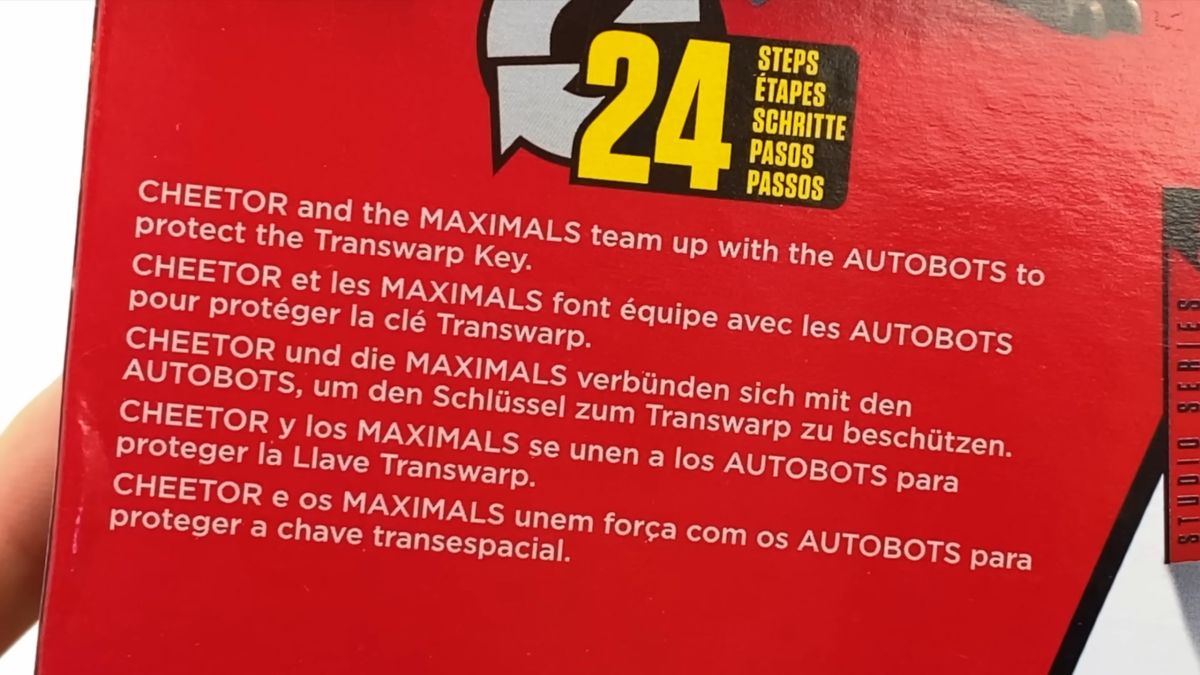 24
STEPS
ÉTAPES
SCHRITTE
PASOS
PASSOS
CHEETOR and the MAXIMALS team up with the AUTOBOTS to
protect the Transwarp Key.
CHEETOR et les MAXIMALS font équipe avec les AUTOBOTS
pour protéger la clé Transwarp.
CHEETOR und die MAXIMALS verbünden sich mit den
AUTOBOTS, um den Schlüssel zum Transwarp zu beschützen.
CHEETOR y los MAXIMALS se unen a los AUTOBOTS para
proteger la Llave Transwarp.
CHEETOR e os MAXIMALS unem força com os AUTOBOTS para
proteger a chave transespacial.
STUDIO SERIES